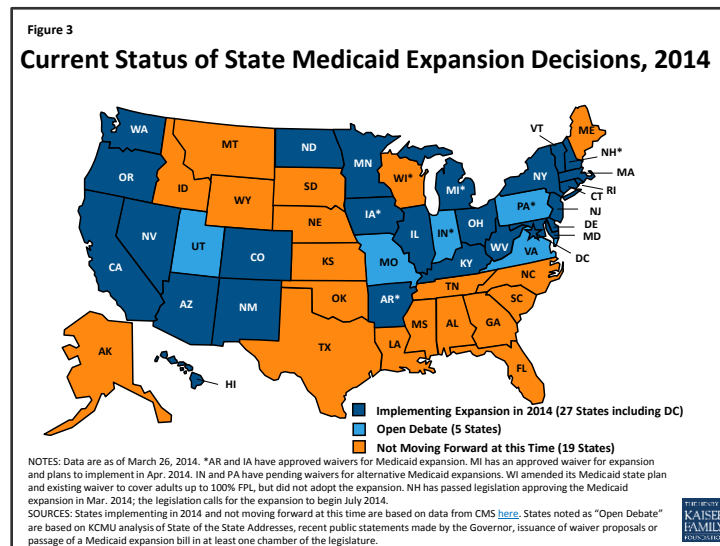 Figure 3
Current Status of State Medicaid Expansion Decisions, 2014
WA
MT
ND
MN
VT
ME
NH*
OR
ID
SD
WI*
MI*
NY
MA
WY
RI
CT
IA*
PA*
NJ
NE
NV
UT
IL
IN*
OH
DE
MD
CO
WV
CA
KS
MO
KY
VA
DC
NC
TN
AZ
NM
OK
AR*
SC
MS
AL
GA
AK
TX
LA
FL
HI
Implementing Expansion in 2014 (27 States including DC)
Open Debate (5 States)
Not Moving Forward at this Time (19 States)
NOTES: Data are as of March 26, 2014. *AR and IA have approved waivers for Medicaid expansion. MI has an approved waiver for expansion
and plans to implement in Apr. 2014. IN and PA have pending waivers for alternative Medicaid expansions. WI amended its Medicaid state plan
and existing waiver to cover adults up to 100% FPL, but did not adopt the expansion. NH has passed legislation approving the Medicaid
expansion in Mar. 2014; the legislation calls for the expansion to begin July 2014.
SOURCES: States implementing in 2014 and not moving forward at this time are based on data from CMS here. States noted as “Open Debate”
are based on KCMU analysis of State of the State Addresses, recent public statements made by the Governor, issuance of waiver proposals or
passage of a Medicaid expansion bill in at least one chamber of the legislature.
THE HENRY J.
KAISER
FAMILY
FOUNDATION